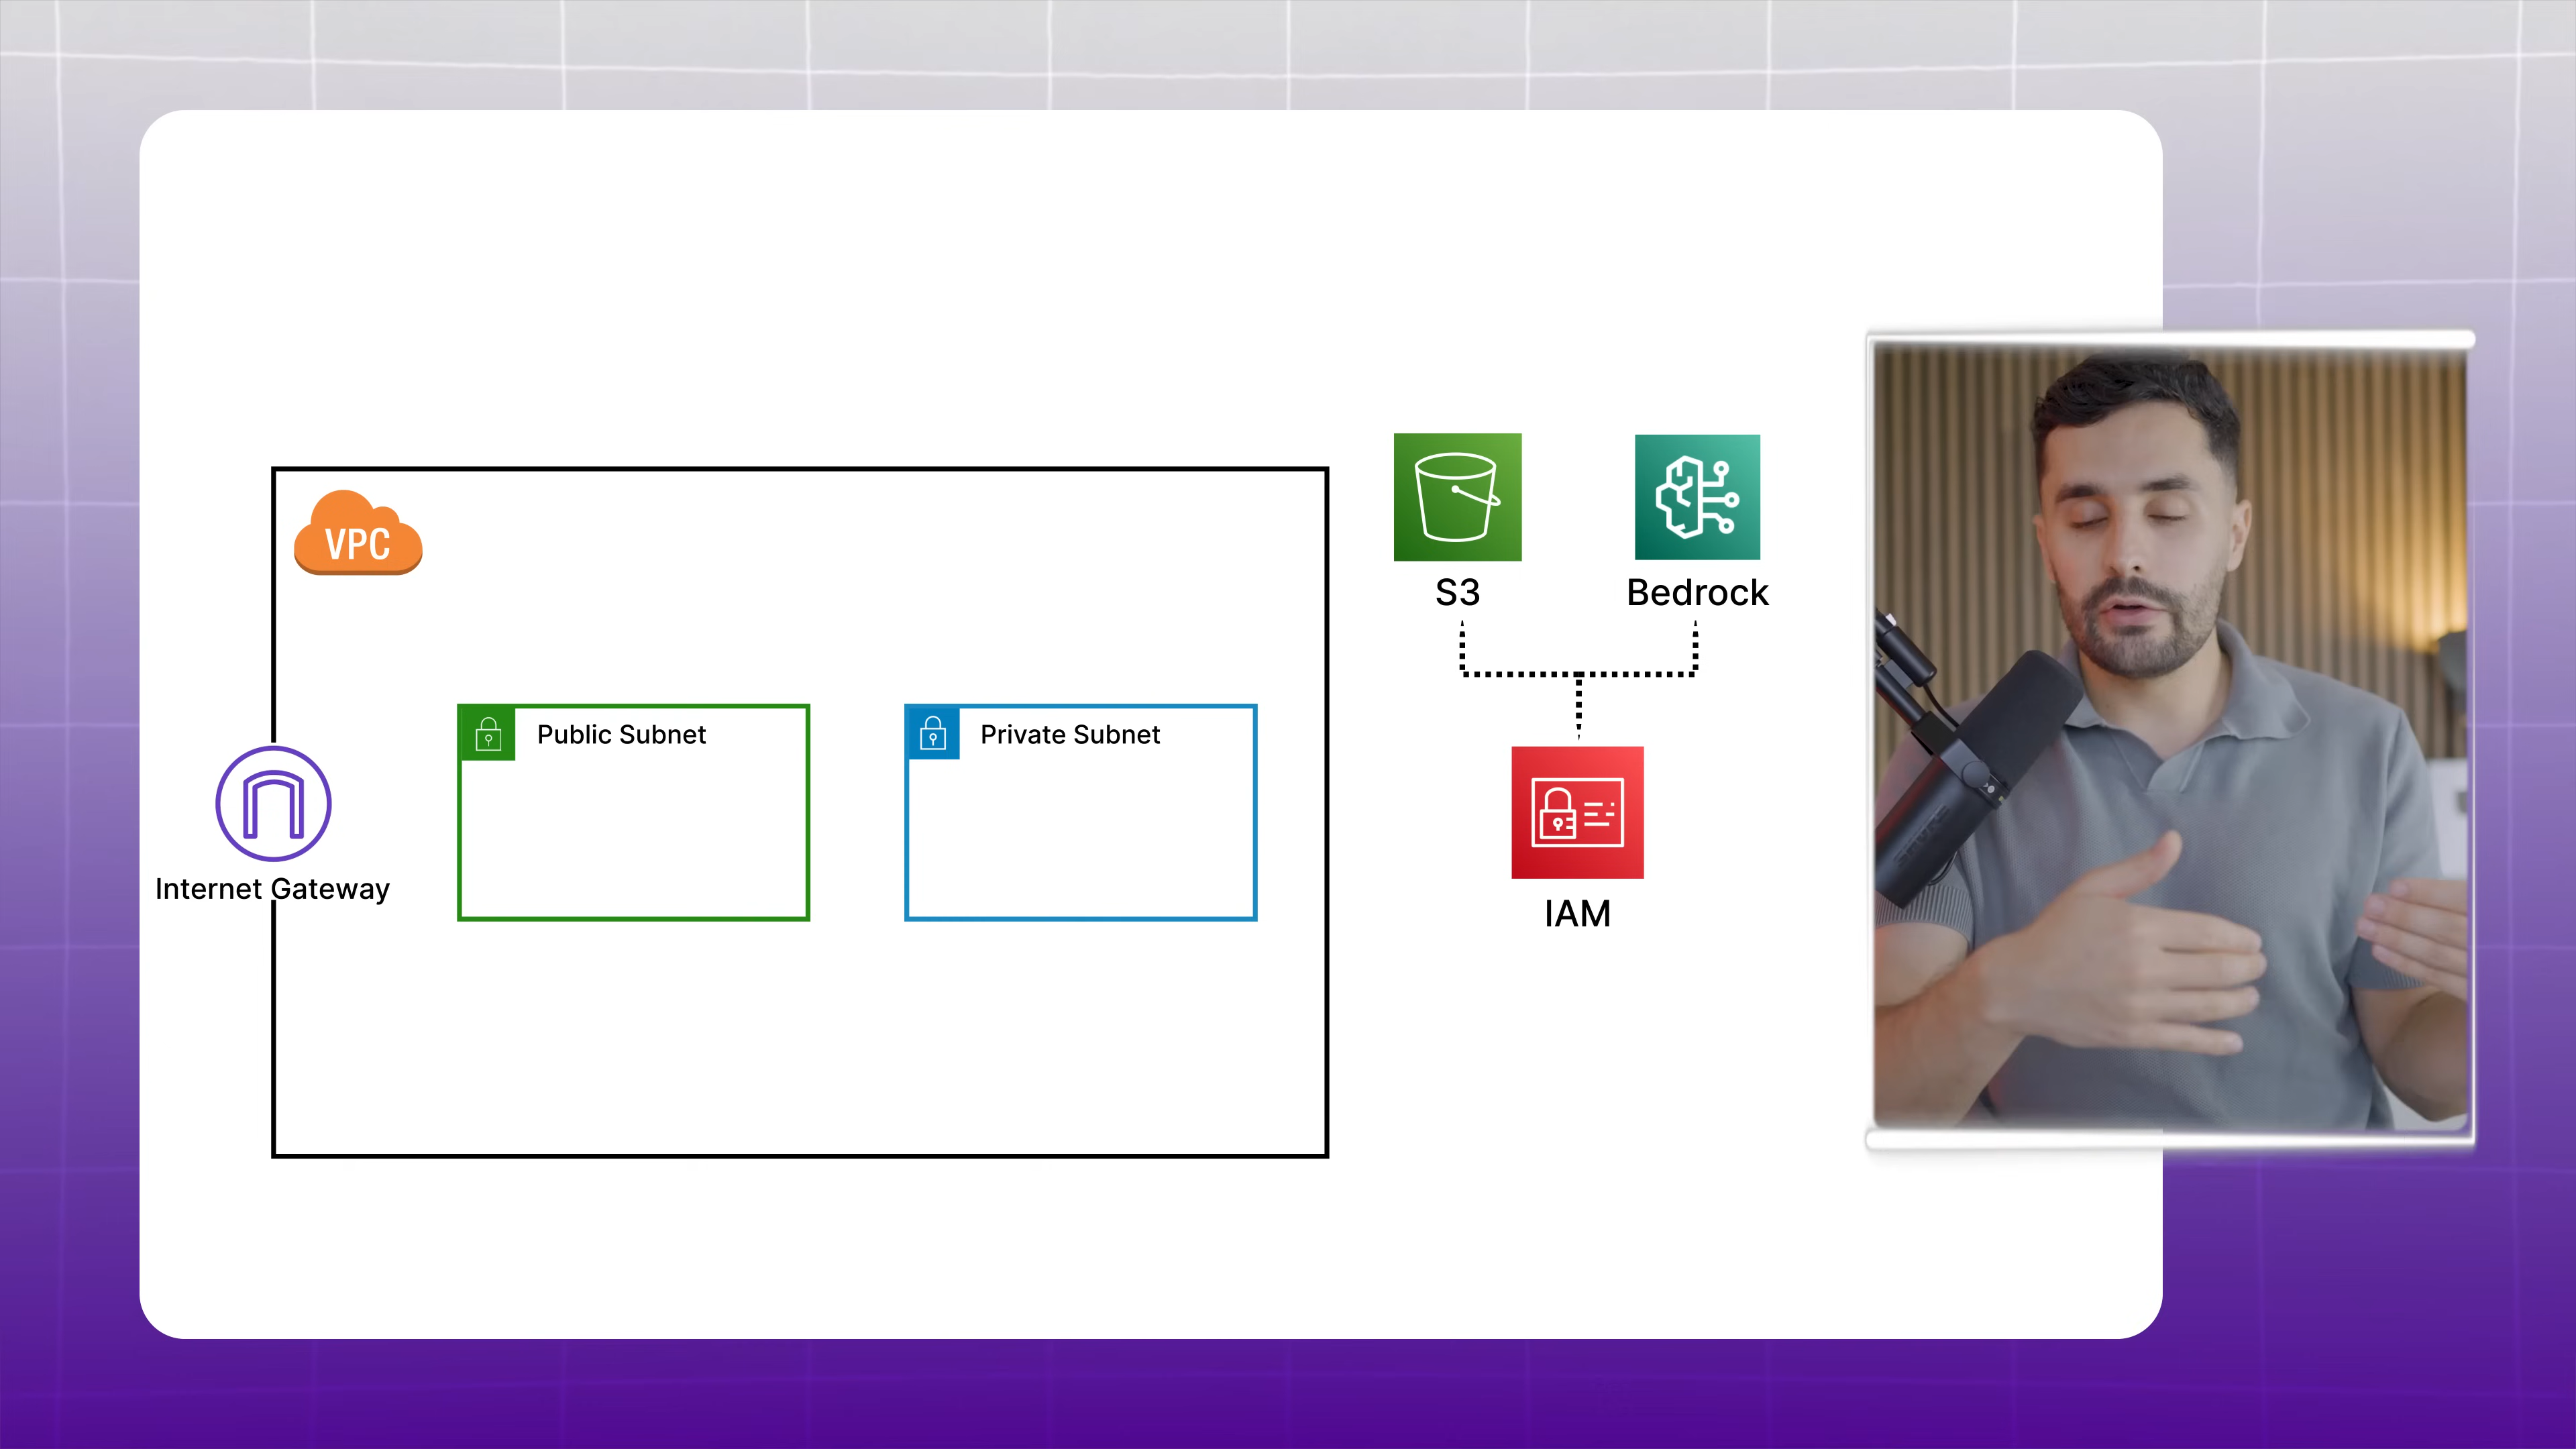 VPC
S3
Bedrock
Public Subnet
Private Subnet
Internet Gateway
IAM